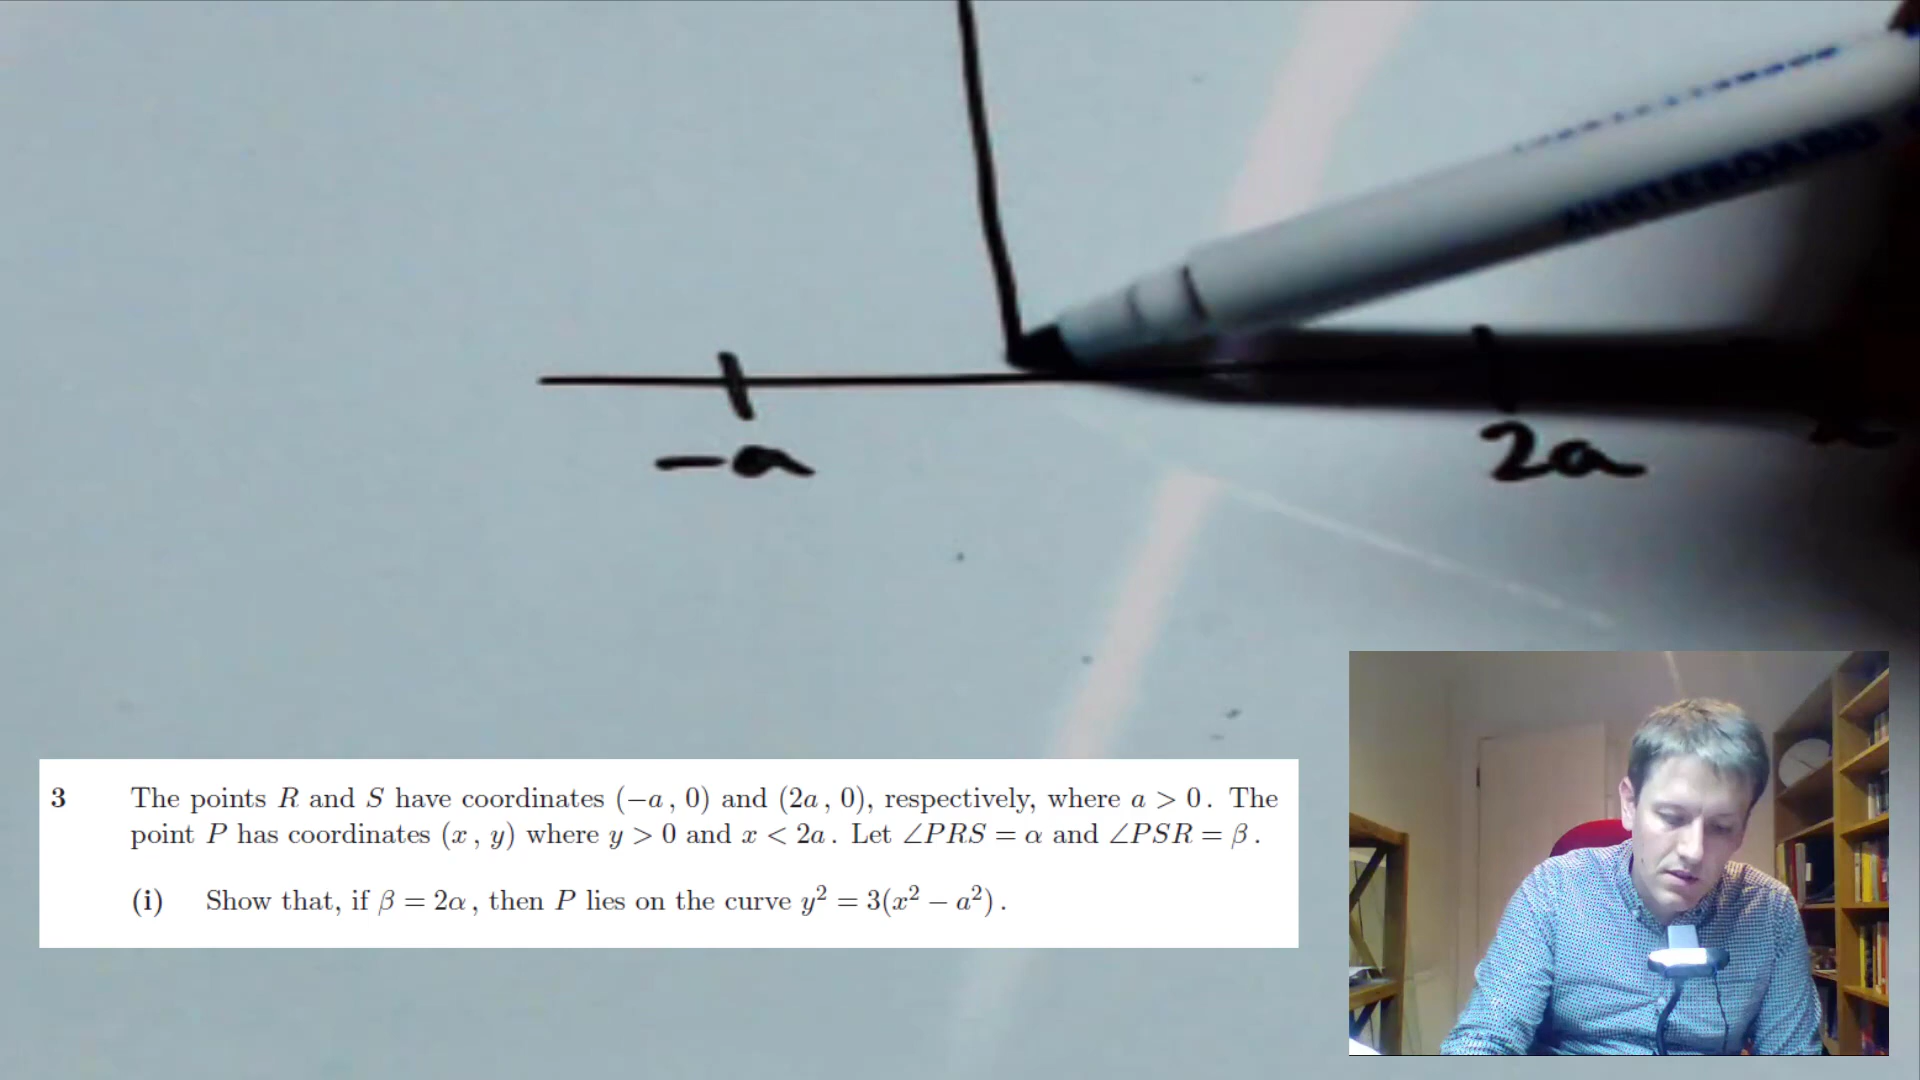 WHITEBOARD
-a
2a
3 The points R and S have coordinates (−a , 0) and (2a , 0), respectively, where a > 0. The
point P has coordinates (x , y) where y > 0 and x < 2a. Let ∠PRS = α and ∠PSR = β.
(i) Show that, if β = 2α, then P lies on the curve y² = 3(x² − a²).